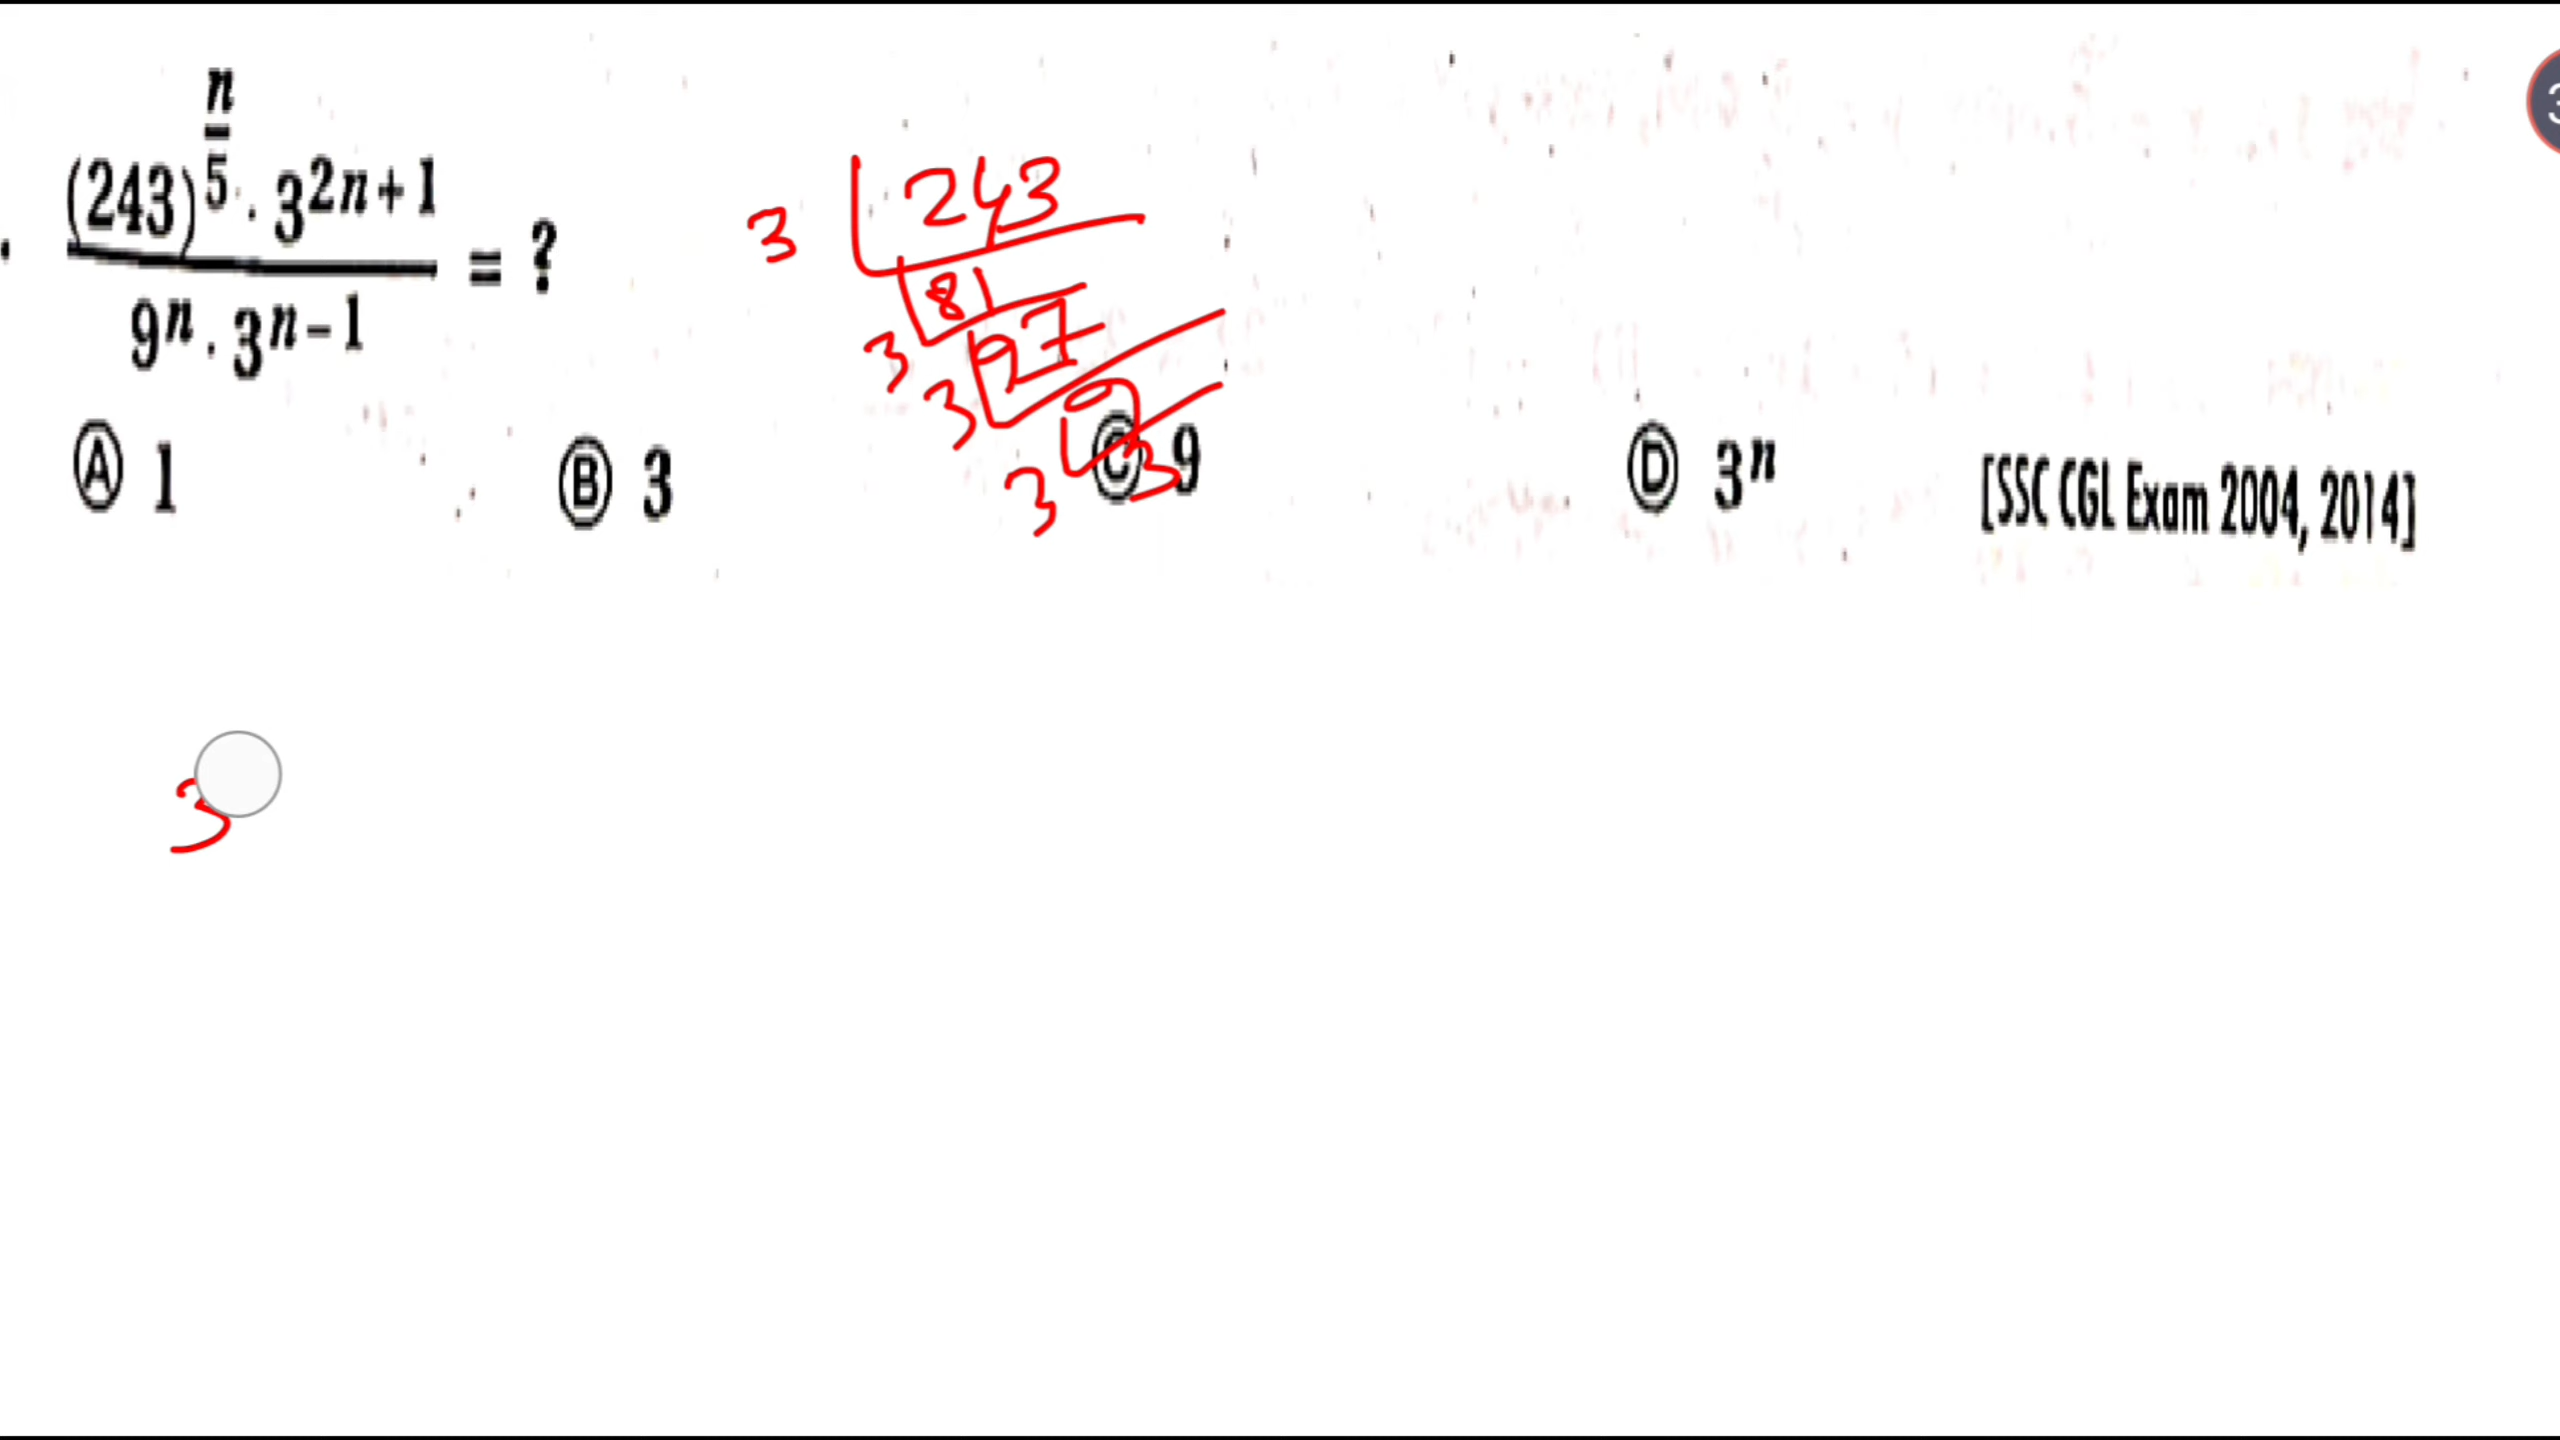 n
(243)^5 · 3^{2n+1}
= ?
9^n · 3^{n-1}
Ⓐ 1 Ⓑ 3 Ⓒ 9 Ⓓ 3^n [SSC CGL Exam 2004, 2014]
3 243
3 81
3 27
3 9
3
3
3